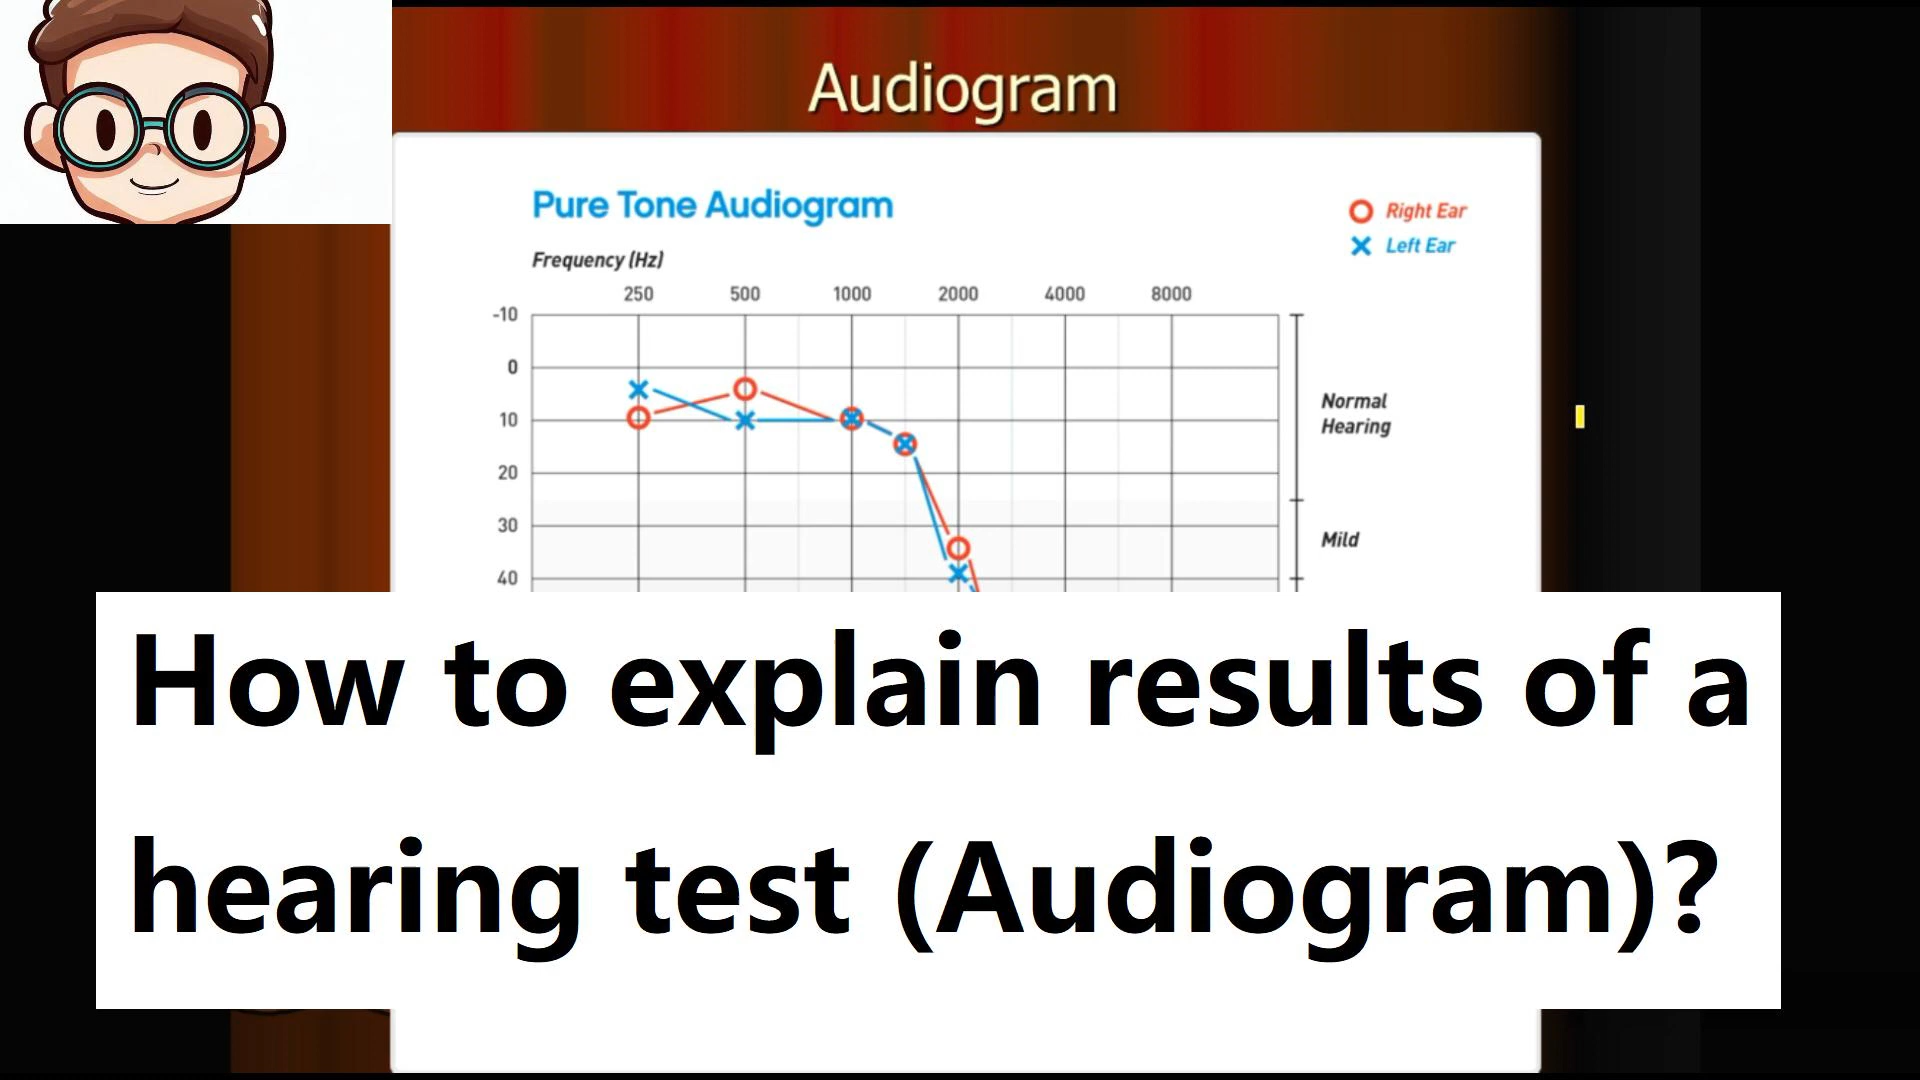 Audiogram
Pure Tone Audiogram
Right Ear
Left Ear
Frequency (Hz)
250 500 1000 2000 4000 8000
-10
0
10
20
30
40
Normal
Hearing
Mild
How to explain results of a
hearing test (Audiogram)?